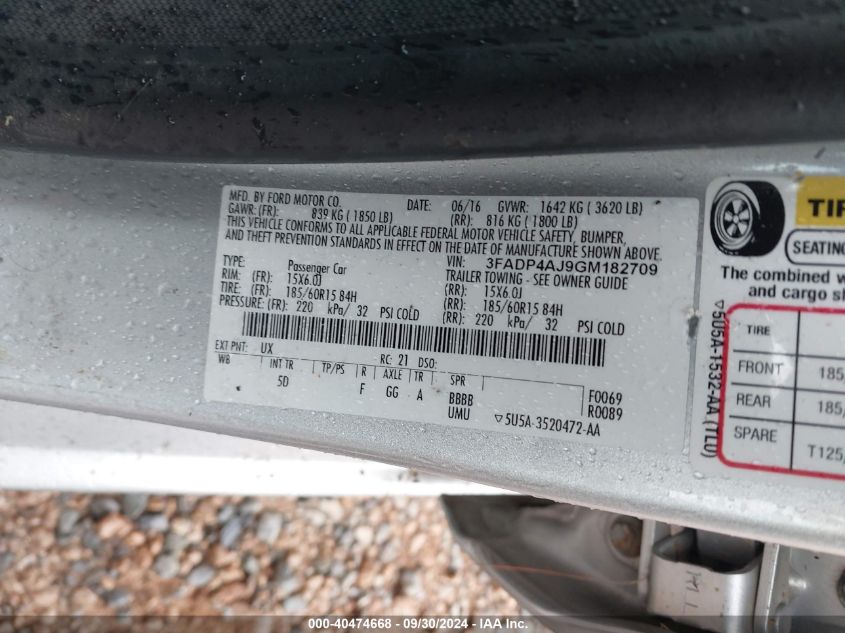 MFD. BY FORD MOTOR CO. DATE: 06/16 GVWR: 1642 KG ( 3620 LB)
GAWR: (FR): 839 KG ( 1850 LB) (RR): 816 KG ( 1800 LB)
THIS VEHICLE CONFORMS TO ALL APPLICABLE FEDERAL MOTOR VEHICLE SAFETY, BUMPER,
AND THEFT PREVENTION STANDARDS IN EFFECT ON THE DATE OF MANUFACTURE SHOWN ABOVE.
VIN: 3FADP4AJ9GM182709
TYPE: Passenger Car TRAILER TOWING - SEE OWNER GUIDE
RIM: (FR): 15X6.0J (RR): 15X6.0J
TIRE: (FR): 185/60R15 84H (RR): 185/60R15 84H
PRESSURE: (FR): 220 kPa/ 32 PSI COLD (RR): 220 kPa/ 32 PSI COLD
EXT PNT: UX RC: 21 DSO:
WB INT TR TP/PS R AXLE TR SPR F0069
5D F GG A BBBB R0089
UMU ▽5U5A-3520472-AA
TIR
SEATING
The combined w
and cargo sh
TIRE
FRONT 185/
REAR 185/
SPARE T125/
▽5U5A-1532-AA (TLU)
--- 40474668 - 09/30/2024 - IAA Inc. ---